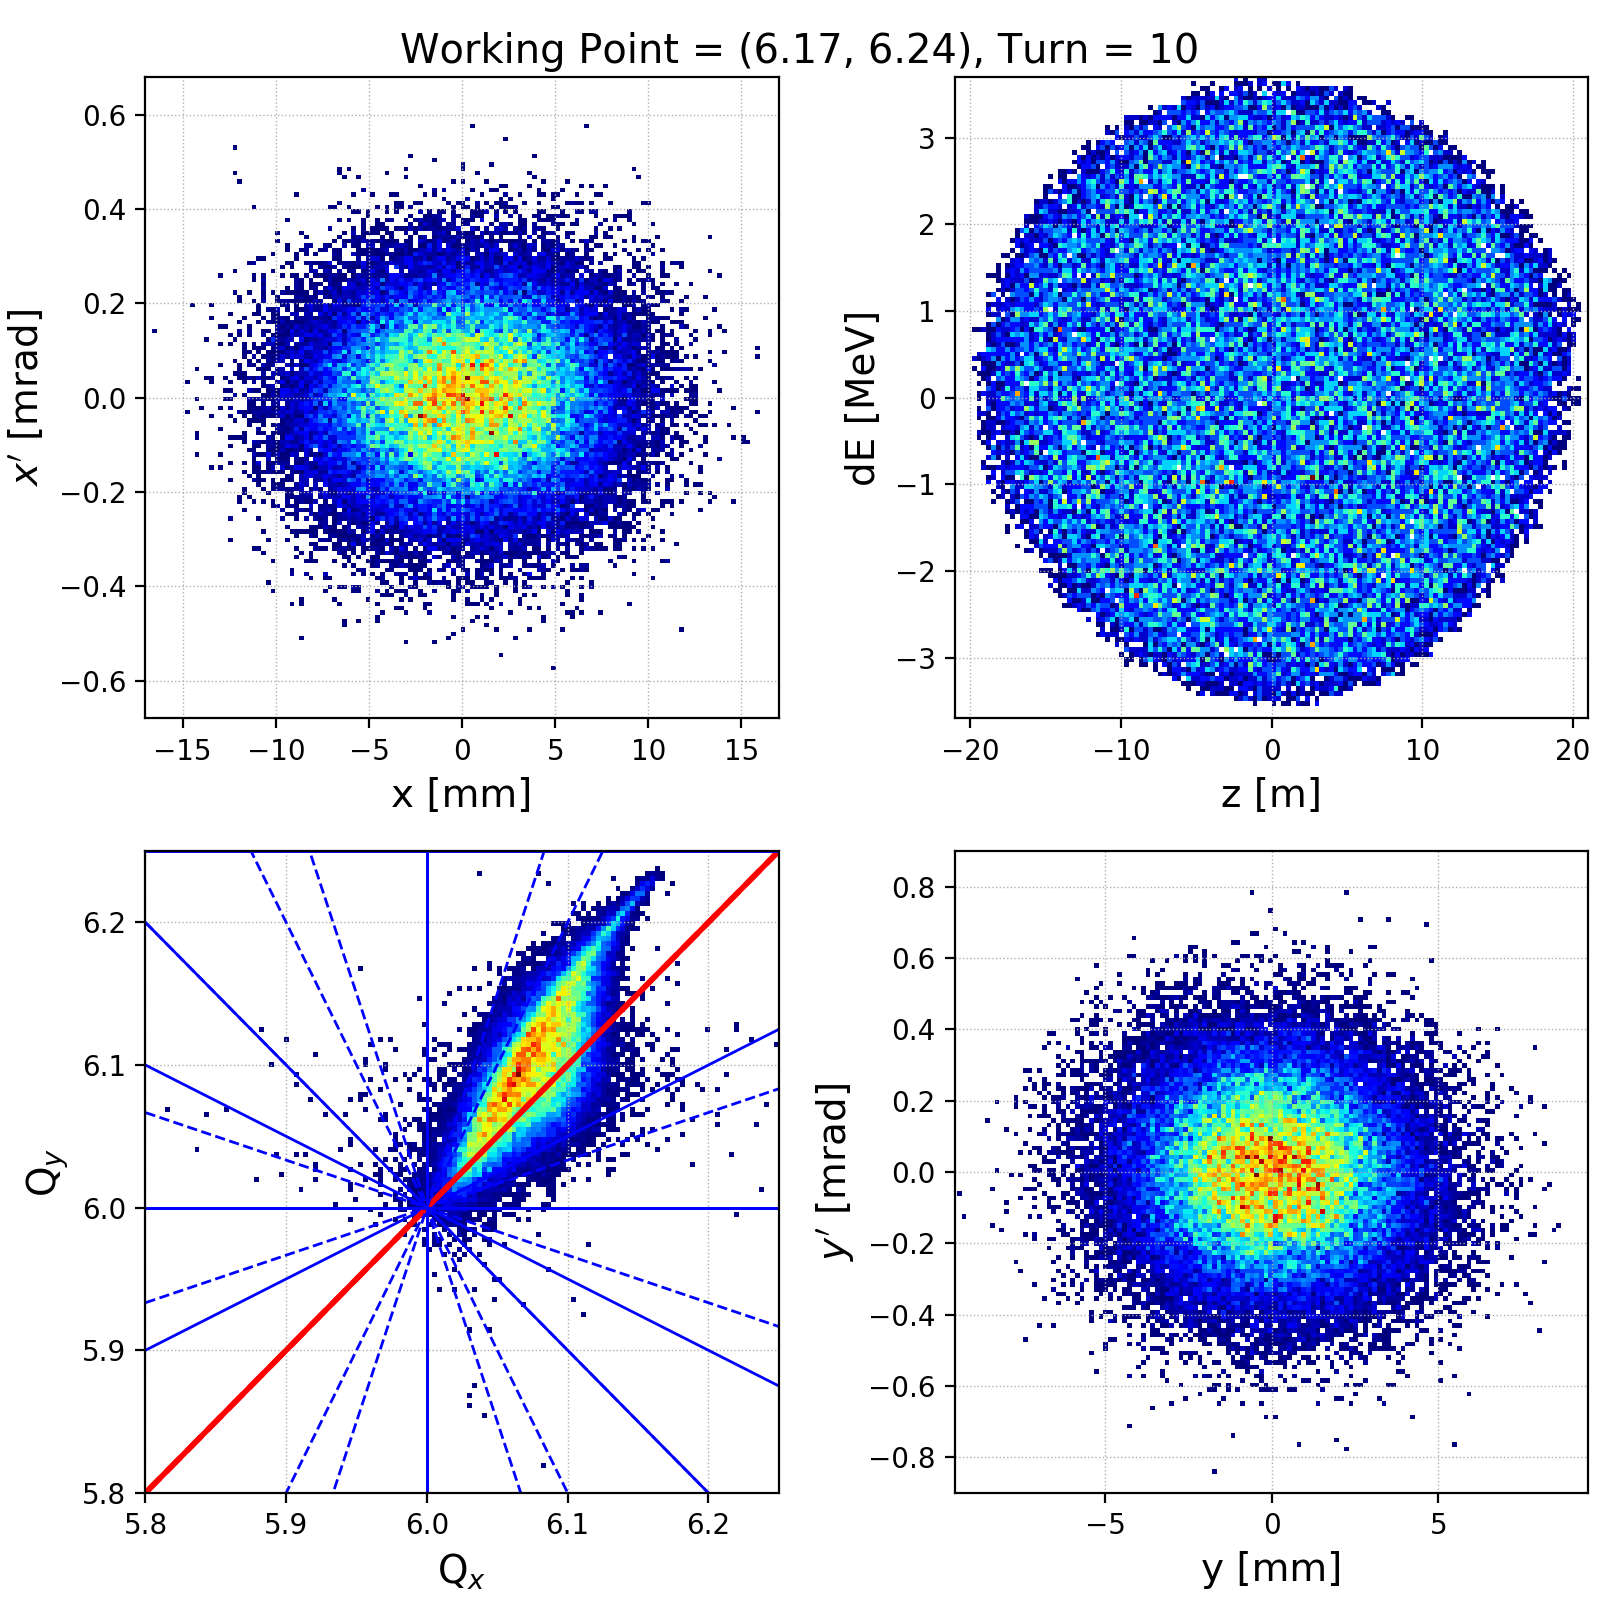 Working Point = (6.17, 6.24), Turn = 10
0.6
0.4
0.2
0.0
−0.2
−0.4
−0.6
x′ [mrad]
−15 −10 −5 0 5 10 15
x [mm]
3
2
1
0
−1
−2
−3
dE [MeV]
−20 −10 0 10 20
z [m]
6.2
6.1
6.0
5.9
5.8
Qy
5.8 5.9 6.0 6.1 6.2
Qx
0.8
0.6
0.4
0.2
0.0
−0.2
−0.4
−0.6
−0.8
y′ [mrad]
−5 0 5
y [mm]